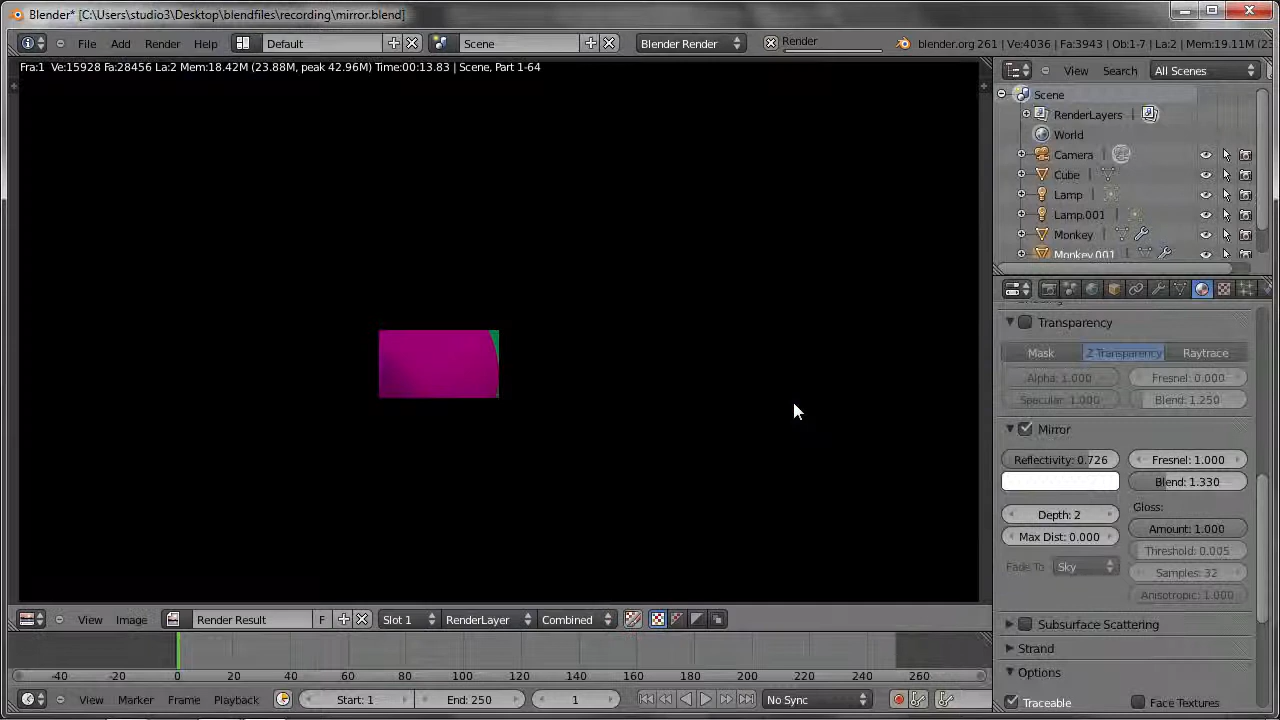 Blender* [C:\Users\studio3\Desktop\blendfiles\recording\mirror.blend]
File Add Render Help Default Scene Blender Render Render blender.org 261 | Ve:4036 | Fa:3943 | Ob:1-7 | La:2 | Mem:19.11M (23
Fra:1 Ve:15928 Fa:28456 La:2 Mem:18.42M (23.88M, peak 42.96M) Time:00:13.83 | Scene, Part 1-64
View Search All Scenes
Scene
RenderLayers
World
Camera
Cube
Lamp
Lamp.001
Monkey
Monkey.001
Transparency
Mask Z Transparency Raytrace
Alpha: 1.000 Fresnel: 0.000
Specular: 1.000 Blend: 1.250
Mirror
Reflectivity: 0.726 Fresnel: 1.000
Blend: 1.330
Depth: 2 Gloss:
Max Dist: 0.000 Amount: 1.000
Threshold: 0.005
Fade To: Sky Samples: 32
Anisotropic: 1.000
Subsurface Scattering
Strand
Options
Traceable Face Textures
View Image Render Result F Slot 1 RenderLayer Combined
-40 -20 0 20 40 60 80 100 120 140 160 180 200 220 240 260
View Marker Frame Playback Start: 1 End: 250 1 No Sync